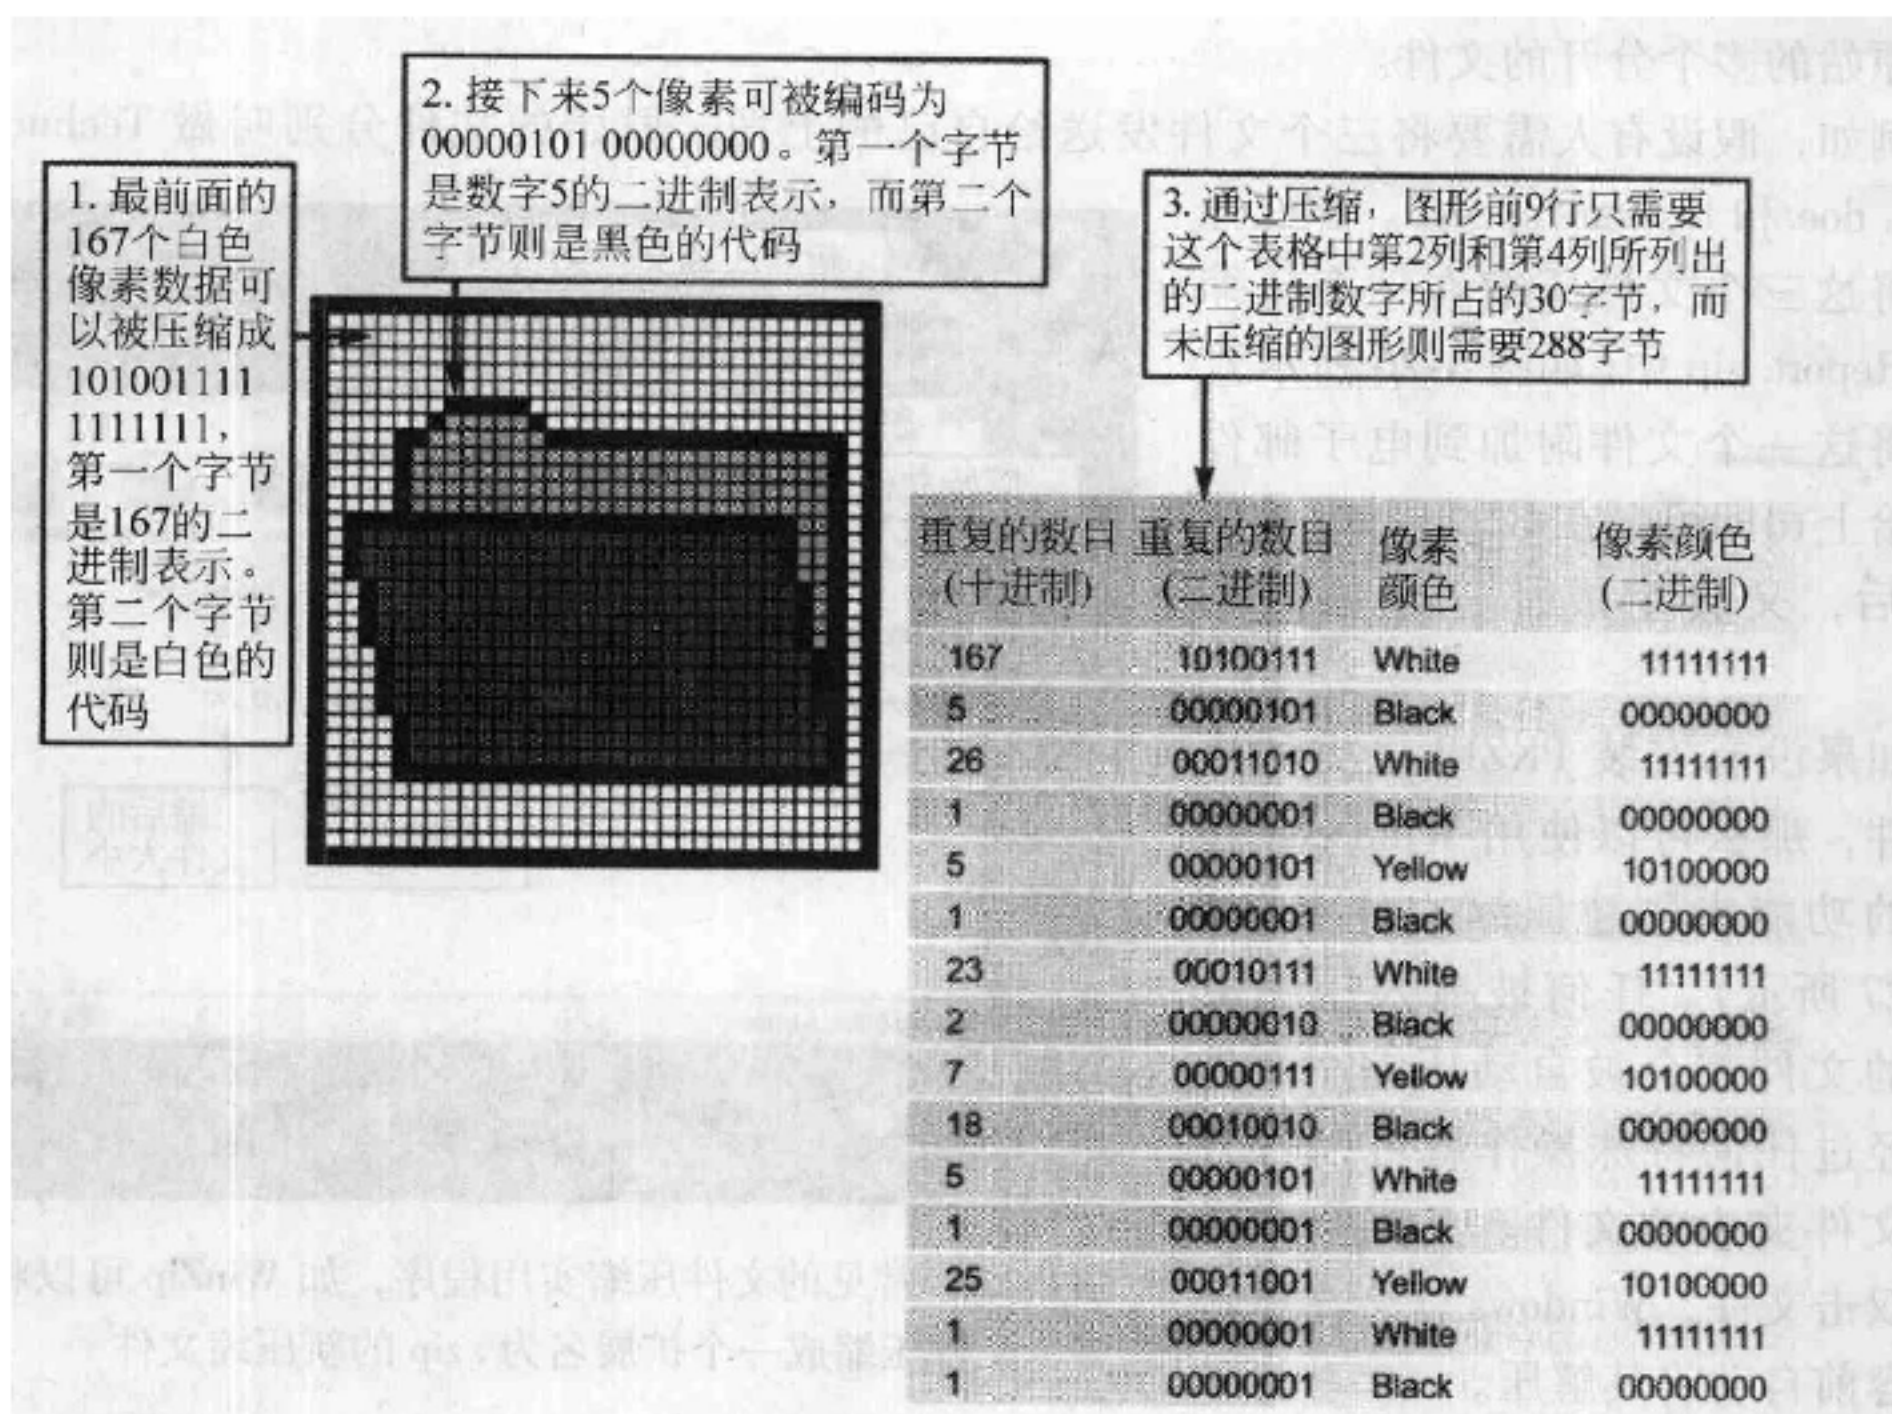 1. 最前面的
167个白色
像素数据可
以被压缩成
101001111
1111111，
第一个字节
是167的二
进制表示。
第二个字节
则是白色的
代码
2. 接下来5个像素可被编码为
00000101 00000000。第一个字节
是数字5的二进制表示，而第二个
字节则是黑色的代码
3. 通过压缩，图形前9行只需要
这个表格中第2列和第4列所列出
的二进制数字所占的30字节，而
未压缩的图形则需要288字节
重复的数目 重复的数目 像素 像素颜色
(十进制) (二进制) 颜色 (二进制)
167 10100111 White 11111111
5 00000101 Black 00000000
26 00011010 White 11111111
1 00000001 Black 00000000
5 00000101 Yellow 10100000
1 00000001 Black 00000000
23 00010111 White 11111111
2 00000010 Black 00000000
7 00000111 Yellow 10100000
18 00010010 Black 00000000
5 00000101 White 11111111
1 00000001 Black 00000000
25 00011001 Yellow 10100000
1 00000001 White 11111111
1 00000001 Black 00000000